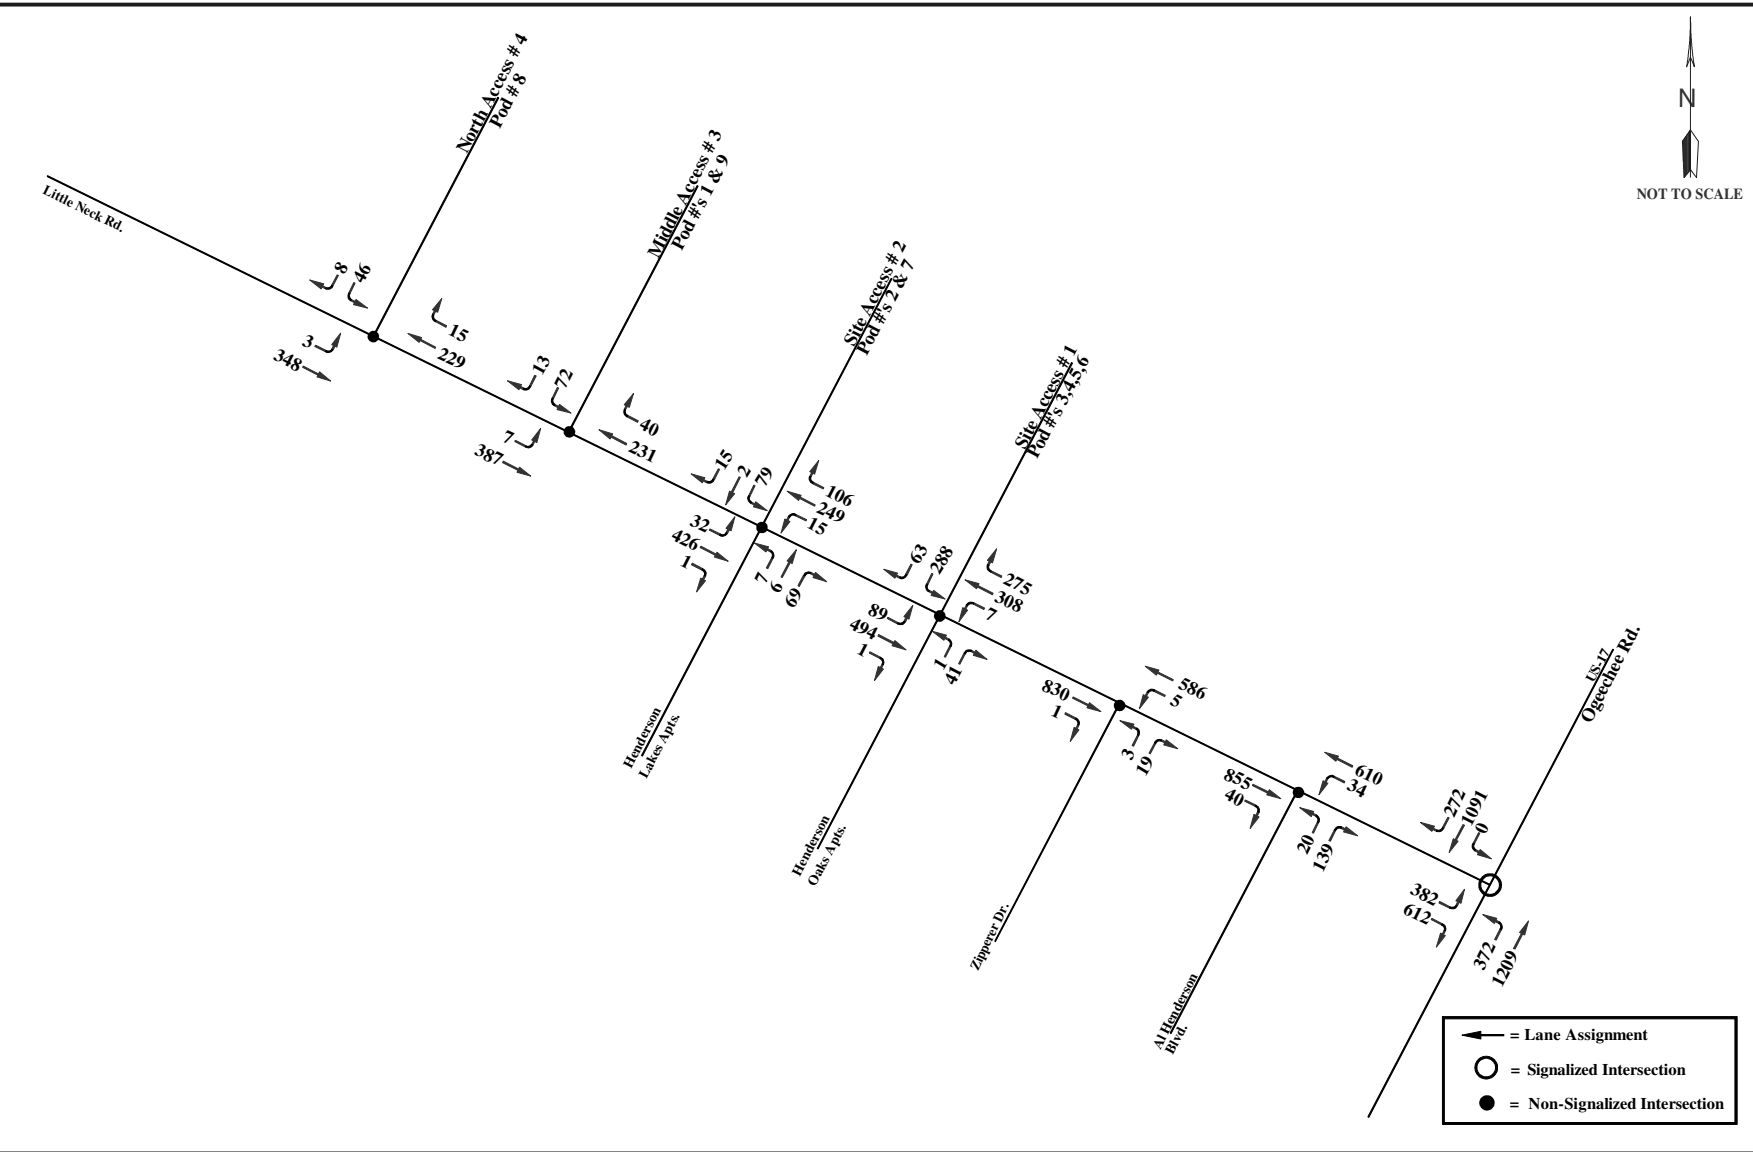 North Access # 4
Pod # 8
Middle Access # 3
Pod #'s 1 & 9
N
NOT TO SCALE
Little Neck Rd.
Site Access # 2
Pod #'s 2 & 7
8
46
3
348
15
229
Site Access # 1
Pod #'s 3,4,5,6
13
72
7
387
40
231
15
2
79
32
426
1
106
249
15
7
6
69
63
288
89
494
1
275
308
7
1
41
US-17
Ogeechee Rd.
830
1
586
5
3
19
Henderson
Lakes Apts.
855
40
610
34
20
139
272
1091
0
382
612
372
1209
Henderson
Oaks Apts.
Zipperer Dr.
Al Henderson
Blvd.
= Lane Assignment
= Signalized Intersection
= Non-Signalized Intersection